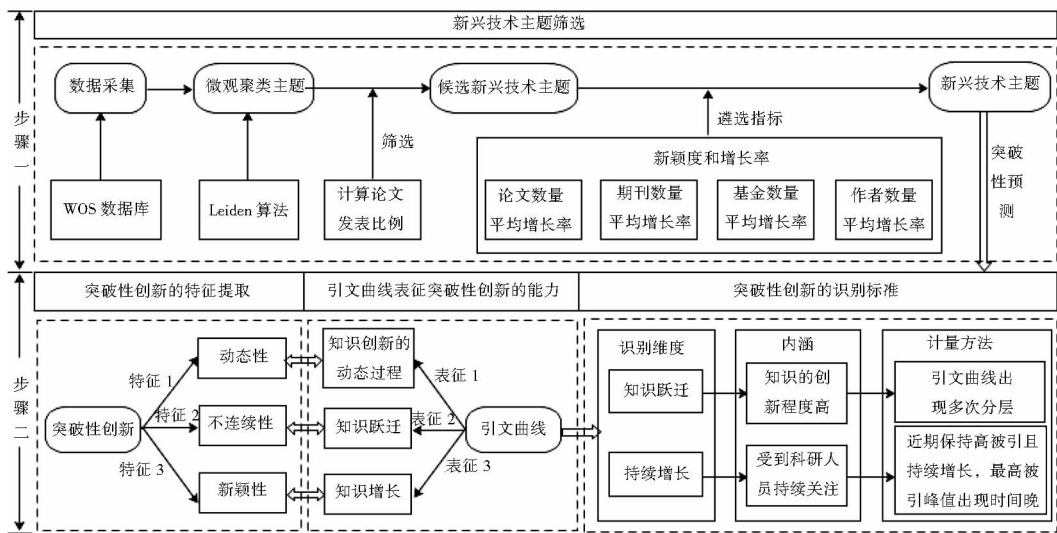 新兴技术主题筛选
步骤一
数据采集
微观聚类主题
候选新兴技术主题
新兴技术主题
筛选
遴选指标
突破
性预
测
WOS 数据库
Leiden 算法
计算论文
发表比例
新颖度和增长率
论文数量
平均增长率
期刊数量
平均增长率
基金数量
平均增长率
作者数量
平均增长率
步骤二
突破性创新的特征提取
引文曲线表征突破性创新的能力
突破性创新的识别标准
突破性创新
特征 1
特征 2
特征 3
动态性
不连续性
新颖性
知识创新的
动态过程
知识跃迁
知识增长
表征 1
表征 2
表征 3
引文曲线
识别维度
知识跃迁
持续增长
内涵
知识的创
新程度高
受到科研人
员持续关注
计量方法
引文曲线出
现多次分层
近期保持高被引且
持续增长，最高被
引峰值出现时间晚